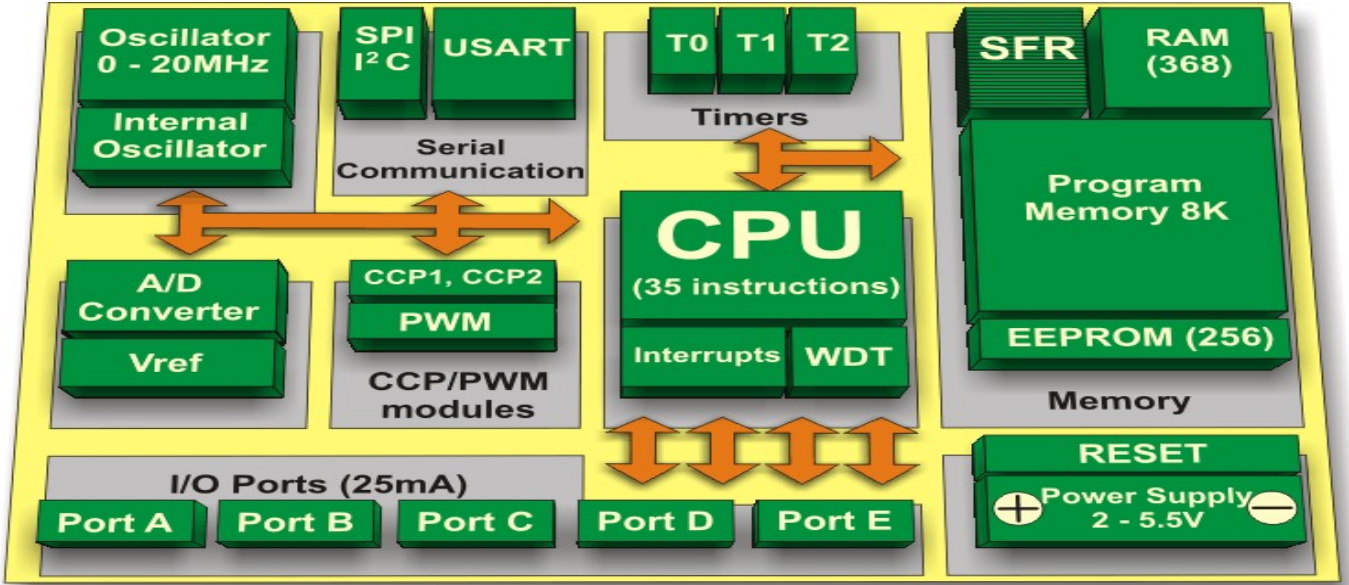 Oscillator
0 - 20MHz
Internal
Oscillator
SPI
I²C
USART
Serial
Communication
T0
T1
T2
Timers
SFR
RAM
(368)
Program
Memory 8K
EEPROM (256)
Memory
A/D
Converter
Vref
CCP1, CCP2
PWM
CCP/PWM
modules
CPU
(35 instructions)
Interrupts
WDT
I/O Ports (25mA)
Port A
Port B
Port C
Port D
Port E
RESET
+ Power Supply −
2 - 5.5V